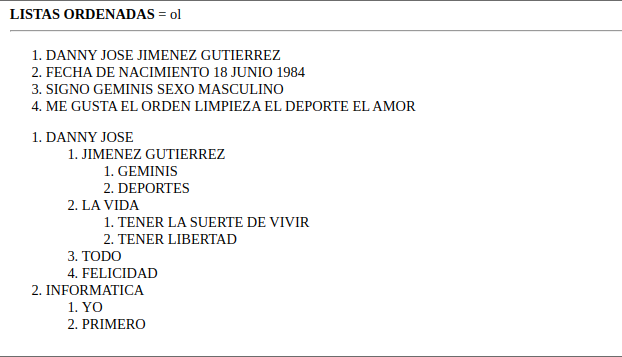 LISTAS ORDENADAS = ol
1. DANNY JOSE JIMENEZ GUTIERREZ
2. FECHA DE NACIMIENTO 18 JUNIO 1984
3. SIGNO GEMINIS SEXO MASCULINO
4. ME GUSTA EL ORDEN LIMPIEZA EL DEPORTE EL AMOR
1. DANNY JOSE
1. JIMENEZ GUTIERREZ
1. GEMINIS
2. DEPORTES
2. LA VIDA
1. TENER LA SUERTE DE VIVIR
2. TENER LIBERTAD
3. TODO
4. FELICIDAD
2. INFORMATICA
1. YO
2. PRIMERO